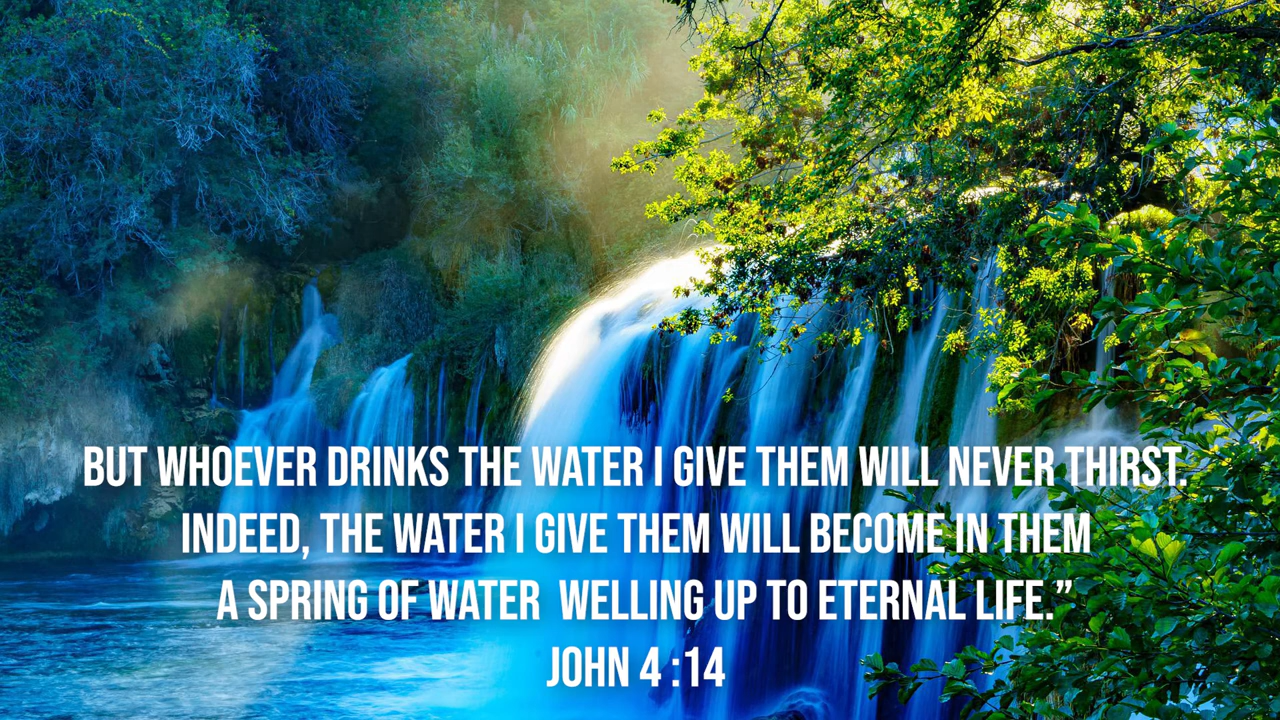 BUT WHOEVER DRINKS THE WATER I GIVE THEM WILL NEVER THIRST.
INDEED, THE WATER I GIVE THEM WILL BECOME IN THEM
A SPRING OF WATER  WELLING UP TO ETERNAL LIFE.”
JOHN 4 :14